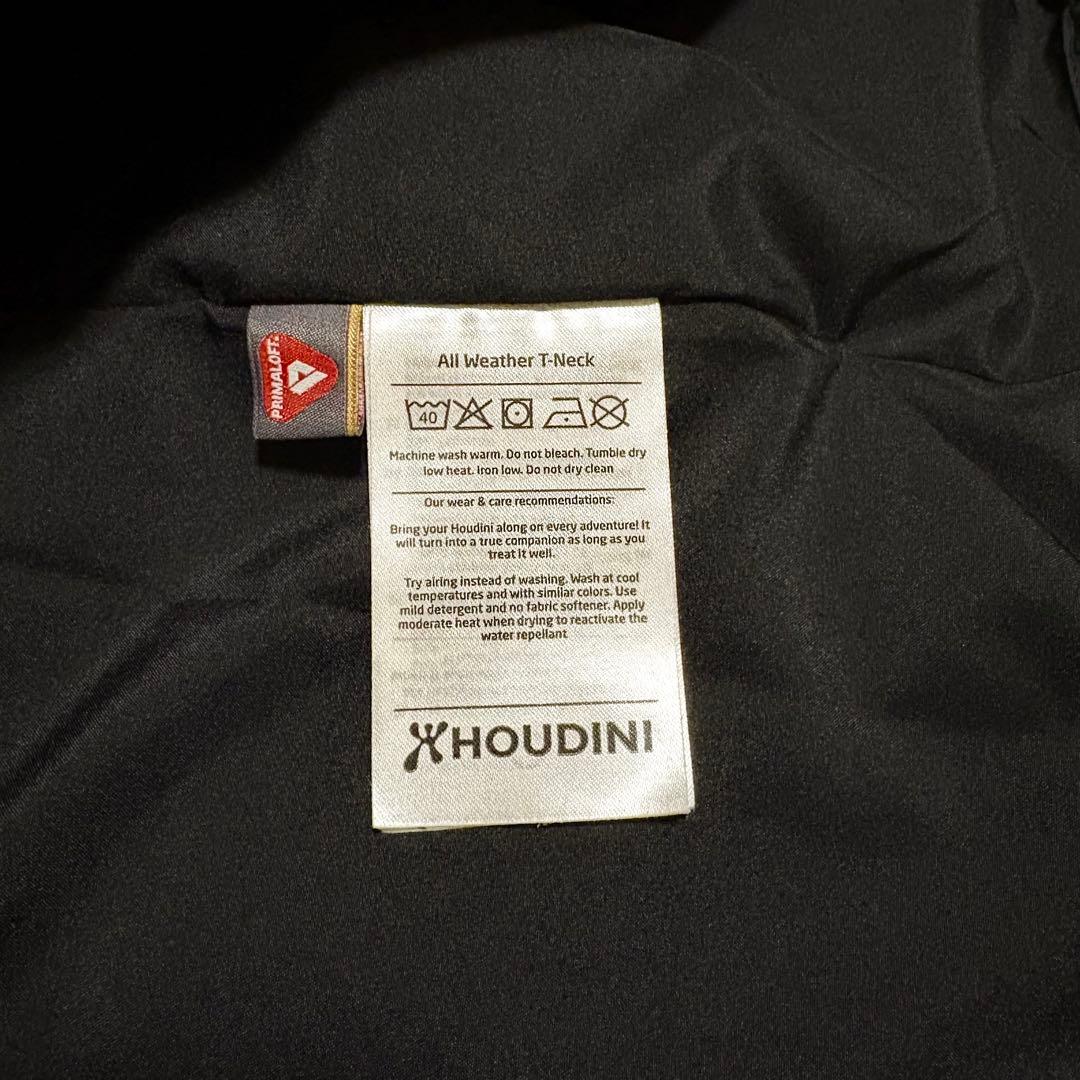 PRIMALOFT
All Weather T-Neck
40
Machine wash warm. Do not bleach. Tumble dry
low heat. Iron low. Do not dry clean
Our wear & care recommendations:
Bring your Houdini along on every adventure! It
will turn into a true companion as long as you
treat it well.
Try airing instead of washing. Wash at cool
temperatures and with similar colors. Use
mild detergent and no fabric softener. Apply
moderate heat when drying to reactivate the
water repellant
HOUDINI